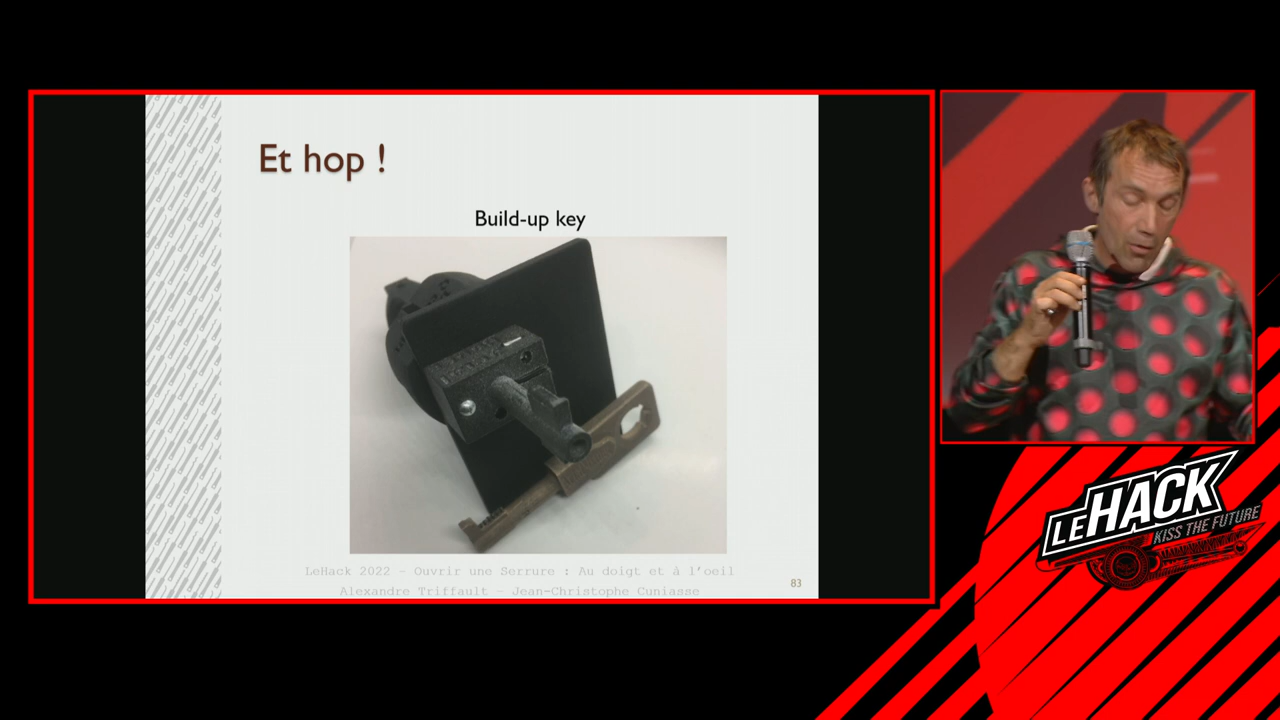 Et hop !
Build-up key
LeHack 2022 - Ouvrir une Serrure : Au doigt et à l'oeil
Alexandre Triffault - Jean-Christophe Cuniasse
83
LEHACK
KISS THE FUTURE